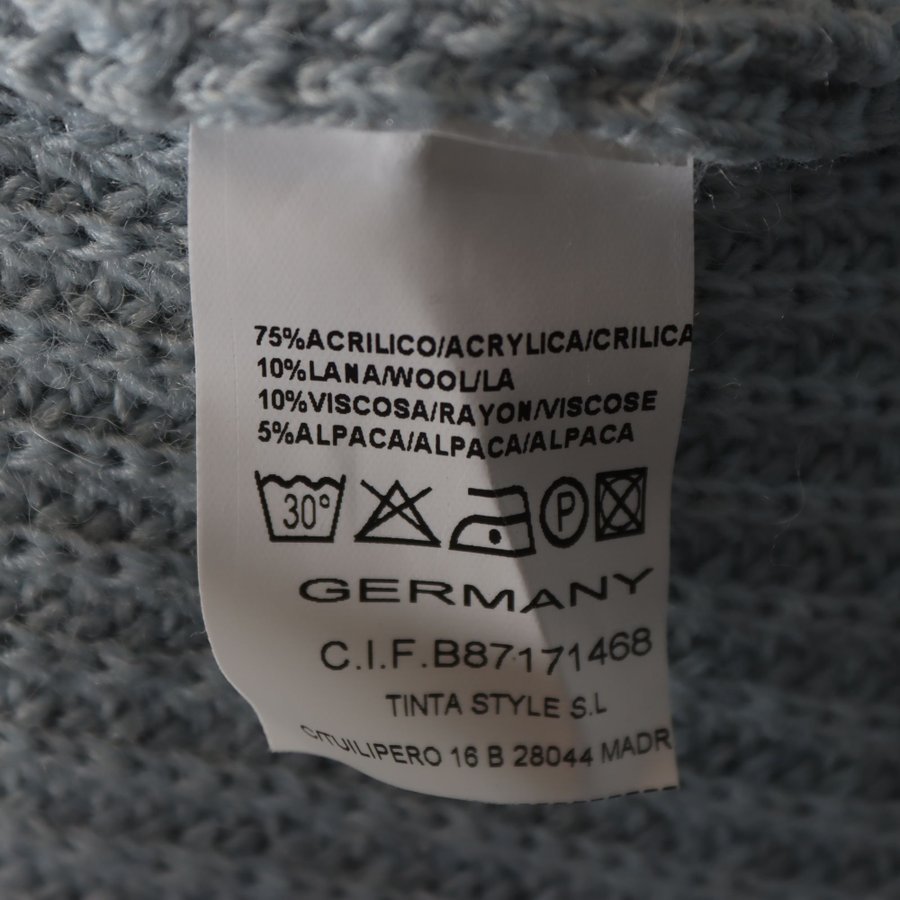 75%ACRILICO/ACRYLICA/CRILICA
10%LANA/WOOL/LA
10%VISCOSA/RAYON/VISCOSE
5%ALPACA/ALPACA/ALPACA
30° P
GERMANY
C.I.F.B87171468
TINTA STYLE S.L
C/TUILIPERO 16 B 28044 MADR